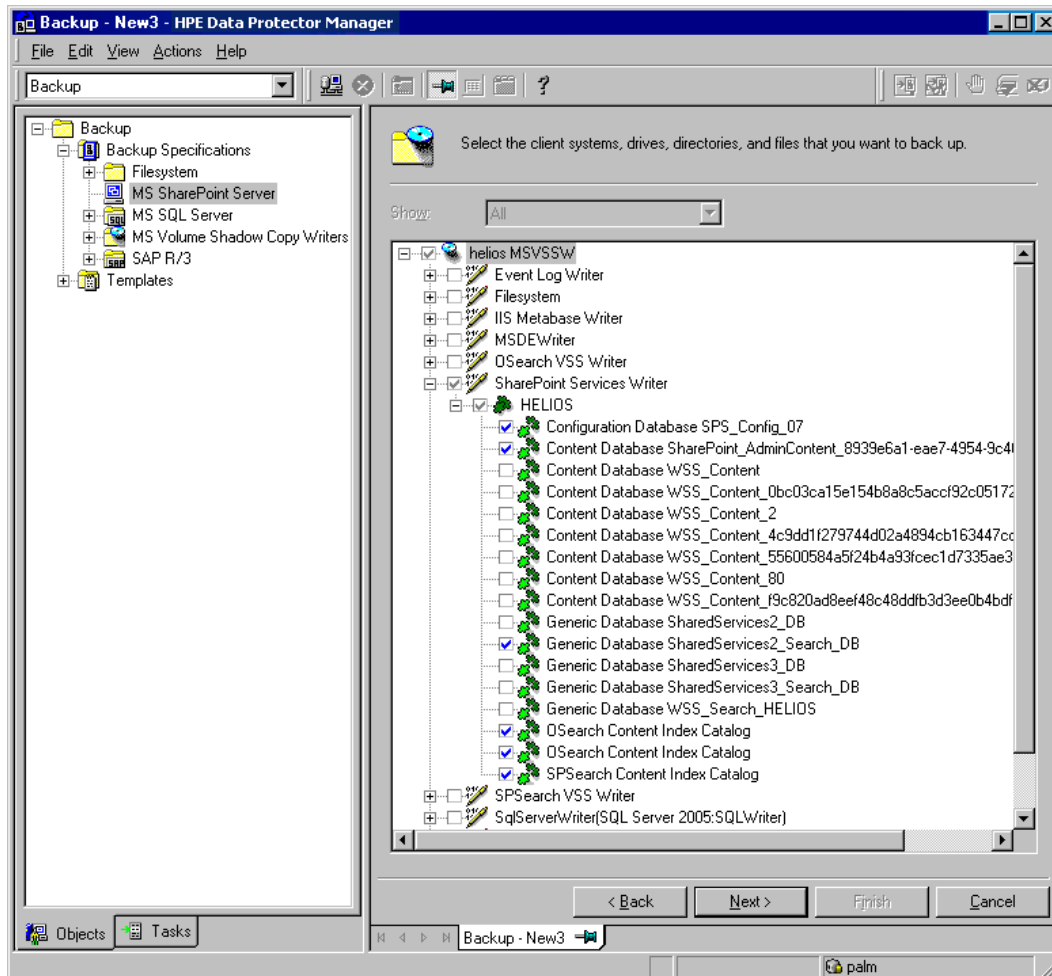 Backup - New3 - HPE Data Protector Manager
File Edit View Actions Help
Backup
?
Backup
Backup Specifications
Filesystem
MS SharePoint Server
MS SQL Server
MS Volume Shadow Copy Writers
SAP R/3
Templates
Select the client systems, drives, directories, and files that you want to back up.
Show: All
helios MSVSSW
Event Log Writer
Filesystem
IIS Metabase Writer
MSDEWriter
OSearch VSS Writer
SharePoint Services Writer
HELIOS
Configuration Database SPS_Config_07
Content Database SharePoint_AdminContent_8939e6a1-eae7-4954-9c4
Content Database WSS_Content
Content Database WSS_Content_0bc03ca15e154b8a8c5accf92c05172
Content Database WSS_Content_2
Content Database WSS_Content_4c9dd1f279744d02a4894cb163447cc
Content Database WSS_Content_55600584a5f24b4a93fcec1d7335ae3
Content Database WSS_Content_80
Content Database WSS_Content_f9c820ad8eef48c48ddfb3d3ee0b4bdf
Generic Database SharedServices2_DB
Generic Database SharedServices2_Search_DB
Generic Database SharedServices3_DB
Generic Database SharedServices3_Search_DB
Generic Database WSS_Search_HELIOS
OSearch Content Index Catalog
OSearch Content Index Catalog
SPSearch Content Index Catalog
SPSearch VSS Writer
SqlServerWriter(SQL Server 2005:SQLWriter)
< Back Next > Finish Cancel
Objects Tasks
Backup - New3
palm